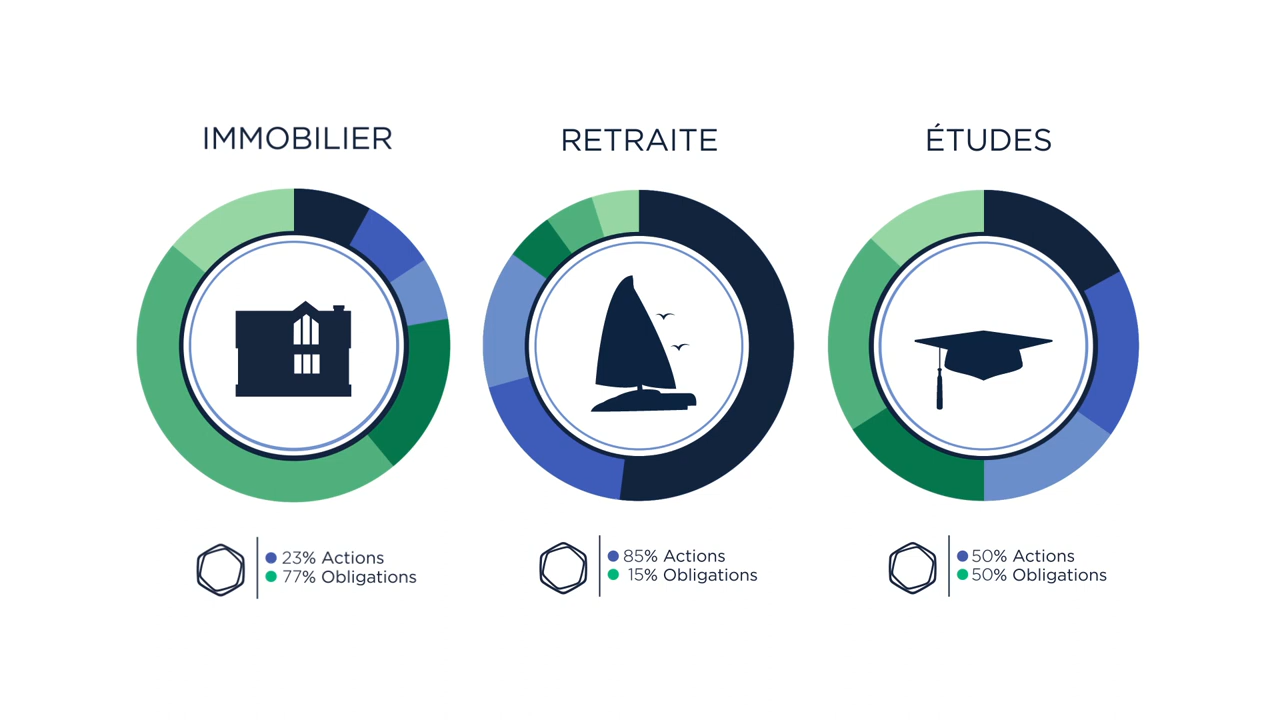 IMMOBILIER
RETRAITE
ÉTUDES
23% Actions
77% Obligations
85% Actions
15% Obligations
50% Actions
50% Obligations